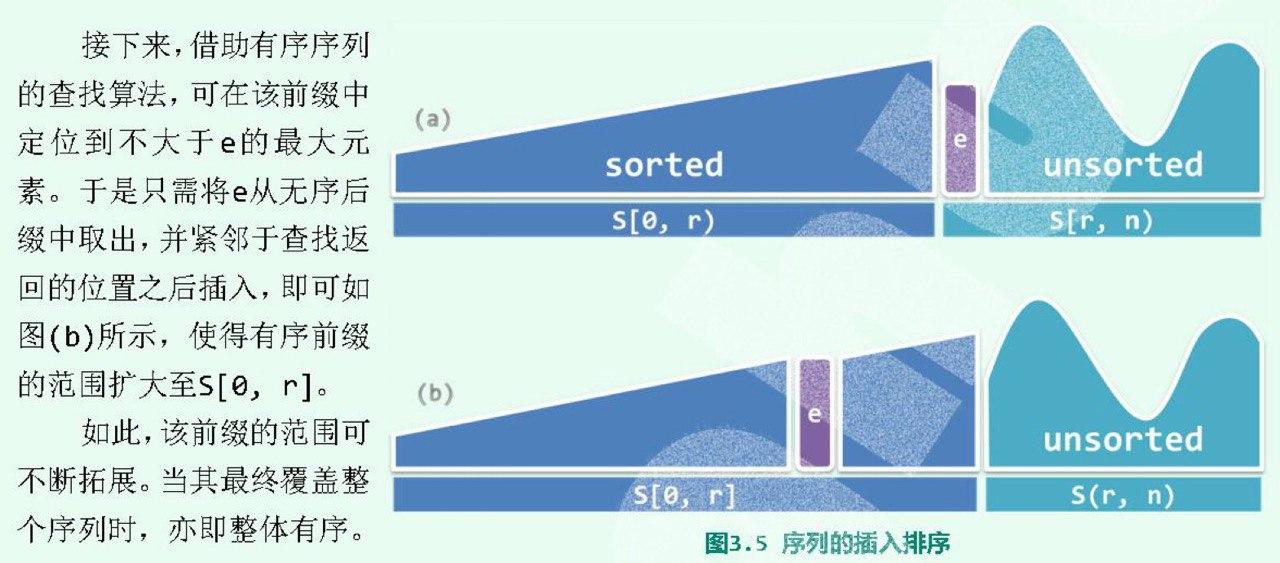 接下来,借助有序序列
的查找算法,可在该前缀中
定位到不大于e的最大元
素。于是只需将e从无序后
缀中取出,并紧邻于查找返
回的位置之后插入,即可如
图(b)所示,使得有序前缀
的范围扩大至S[0, r]。
如此,该前缀的范围可
不断拓展。当其最终覆盖整
个序列时,亦即整体有序。
(a)
sorted
e
unsorted
S[0, r)
S[r, n)
(b)
e
unsorted
S[0, r]
S(r, n)
图3.5 序列的插入排序